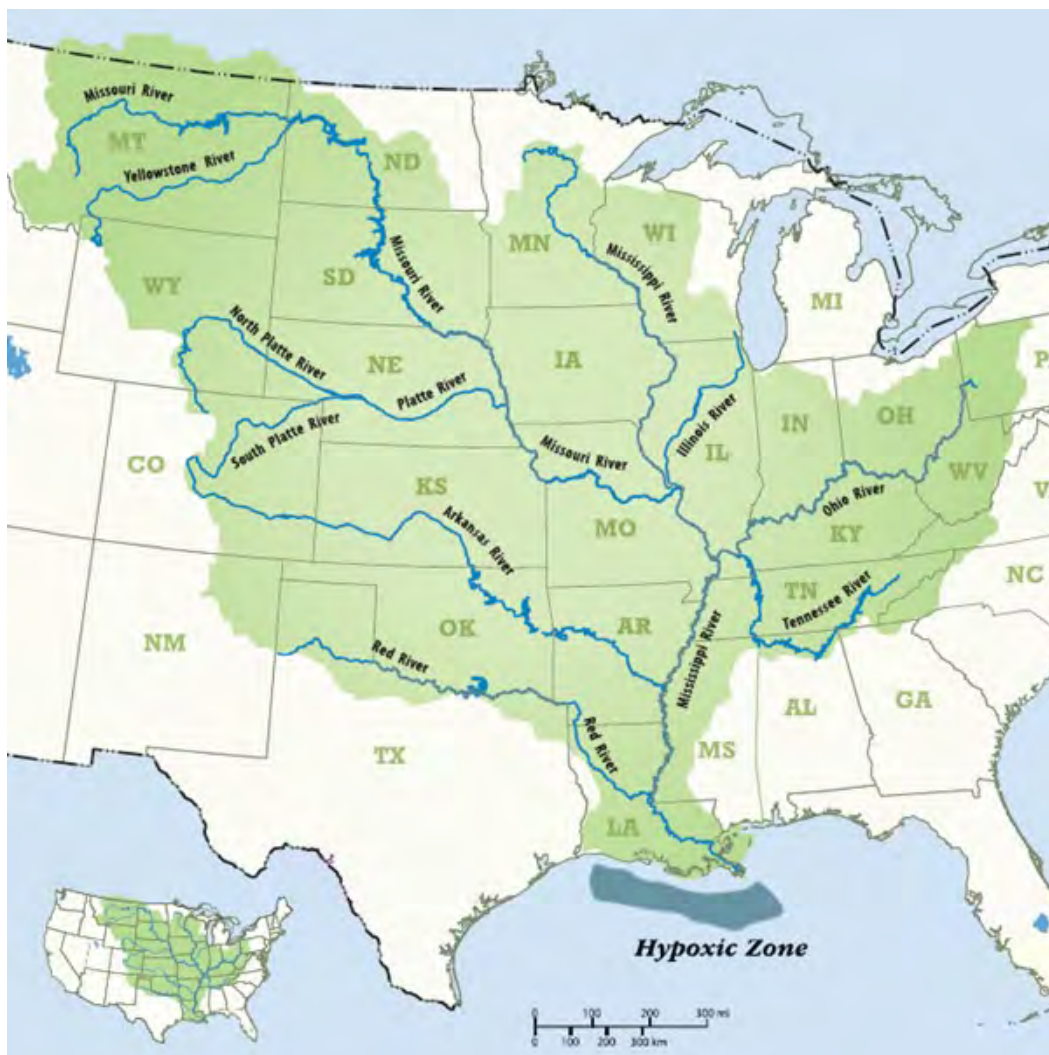 Missouri River
MT
Yellowstone River
ND
MN
WI
Mississippi River
MI
WY
SD
Missouri River
North Platte River
NE
IA
Platte River
South Platte River
Illinois River
IN
OH
IL
CO
Missouri River
WV
KS
Ohio River
Arkansas River
MO
KY
TN
Tennessee River
NC
NM
OK
AR
Red River
Mississippi River
AL
GA
TX
Red River
MS
LA
Hypoxic Zone
0 100 200 300 mi
0 100 200 300 km